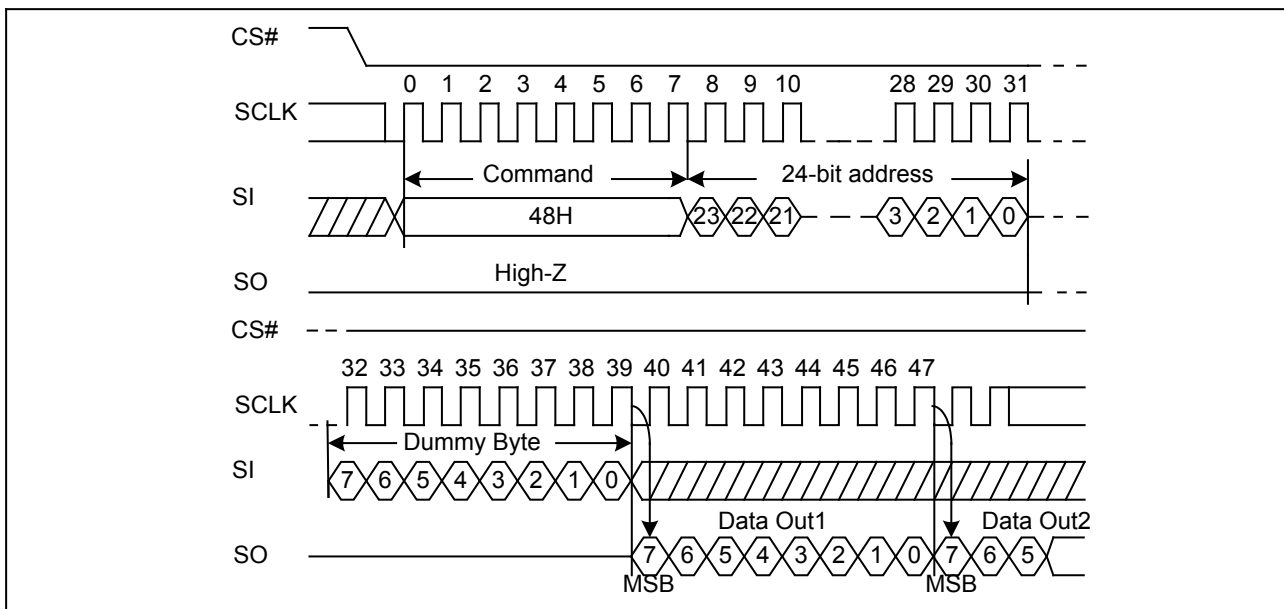 CS#
0 1 2 3 4 5 6 7 8 9 10 28 29 30 31
SCLK
Command 24-bit address
SI
48H 23 22 21 3 2 1 0
High-Z
SO
CS#
32 33 34 35 36 37 38 39 40 41 42 43 44 45 46 47
SCLK
Dummy Byte
SI
7 6 5 4 3 2 1 0
Data Out1 Data Out2
SO
7 6 5 4 3 2 1 0 7 6 5
MSB MSB